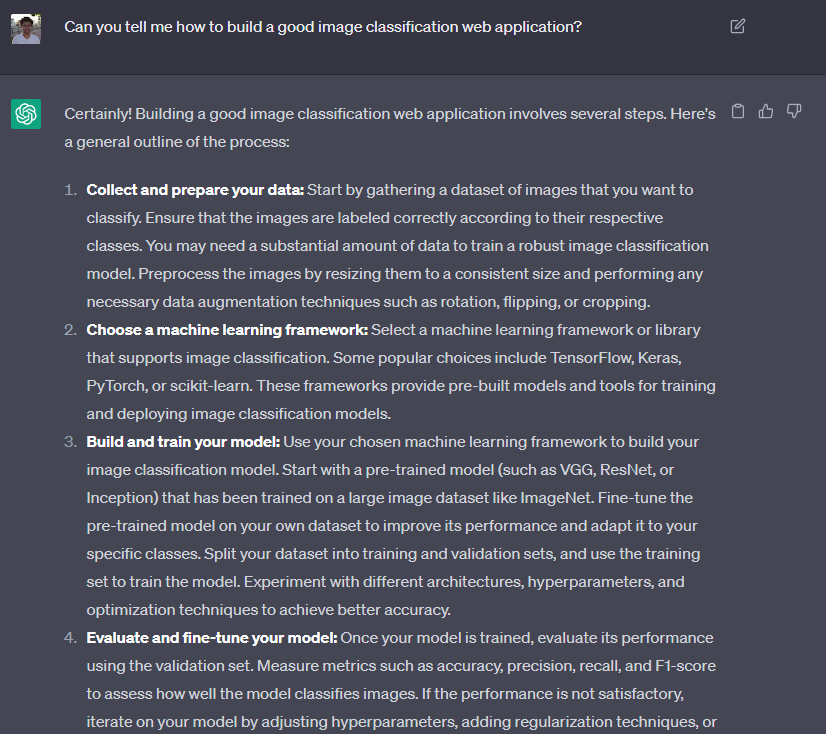 Can you tell me how to build a good image classification web application?
Certainly! Building a good image classification web application involves several steps. Here's
a general outline of the process:
1. Collect and prepare your data: Start by gathering a dataset of images that you want to
classify. Ensure that the images are labeled correctly according to their respective
classes. You may need a substantial amount of data to train a robust image classification
model. Preprocess the images by resizing them to a consistent size and performing any
necessary data augmentation techniques such as rotation, flipping, or cropping.
2. Choose a machine learning framework: Select a machine learning framework or library
that supports image classification. Some popular choices include TensorFlow, Keras,
PyTorch, or scikit-learn. These frameworks provide pre-built models and tools for training
and deploying image classification models.
3. Build and train your model: Use your chosen machine learning framework to build your
image classification model. Start with a pre-trained model (such as VGG, ResNet, or
Inception) that has been trained on a large image dataset like ImageNet. Fine-tune the
pre-trained model on your own dataset to improve its performance and adapt it to your
specific classes. Split your dataset into training and validation sets, and use the training
set to train the model. Experiment with different architectures, hyperparameters, and
optimization techniques to achieve better accuracy.
4. Evaluate and fine-tune your model: Once your model is trained, evaluate its performance
using the validation set. Measure metrics such as accuracy, precision, recall, and F1-score
to assess how well the model classifies images. If the performance is not satisfactory,
iterate on your model by adjusting hyperparameters, adding regularization techniques, or